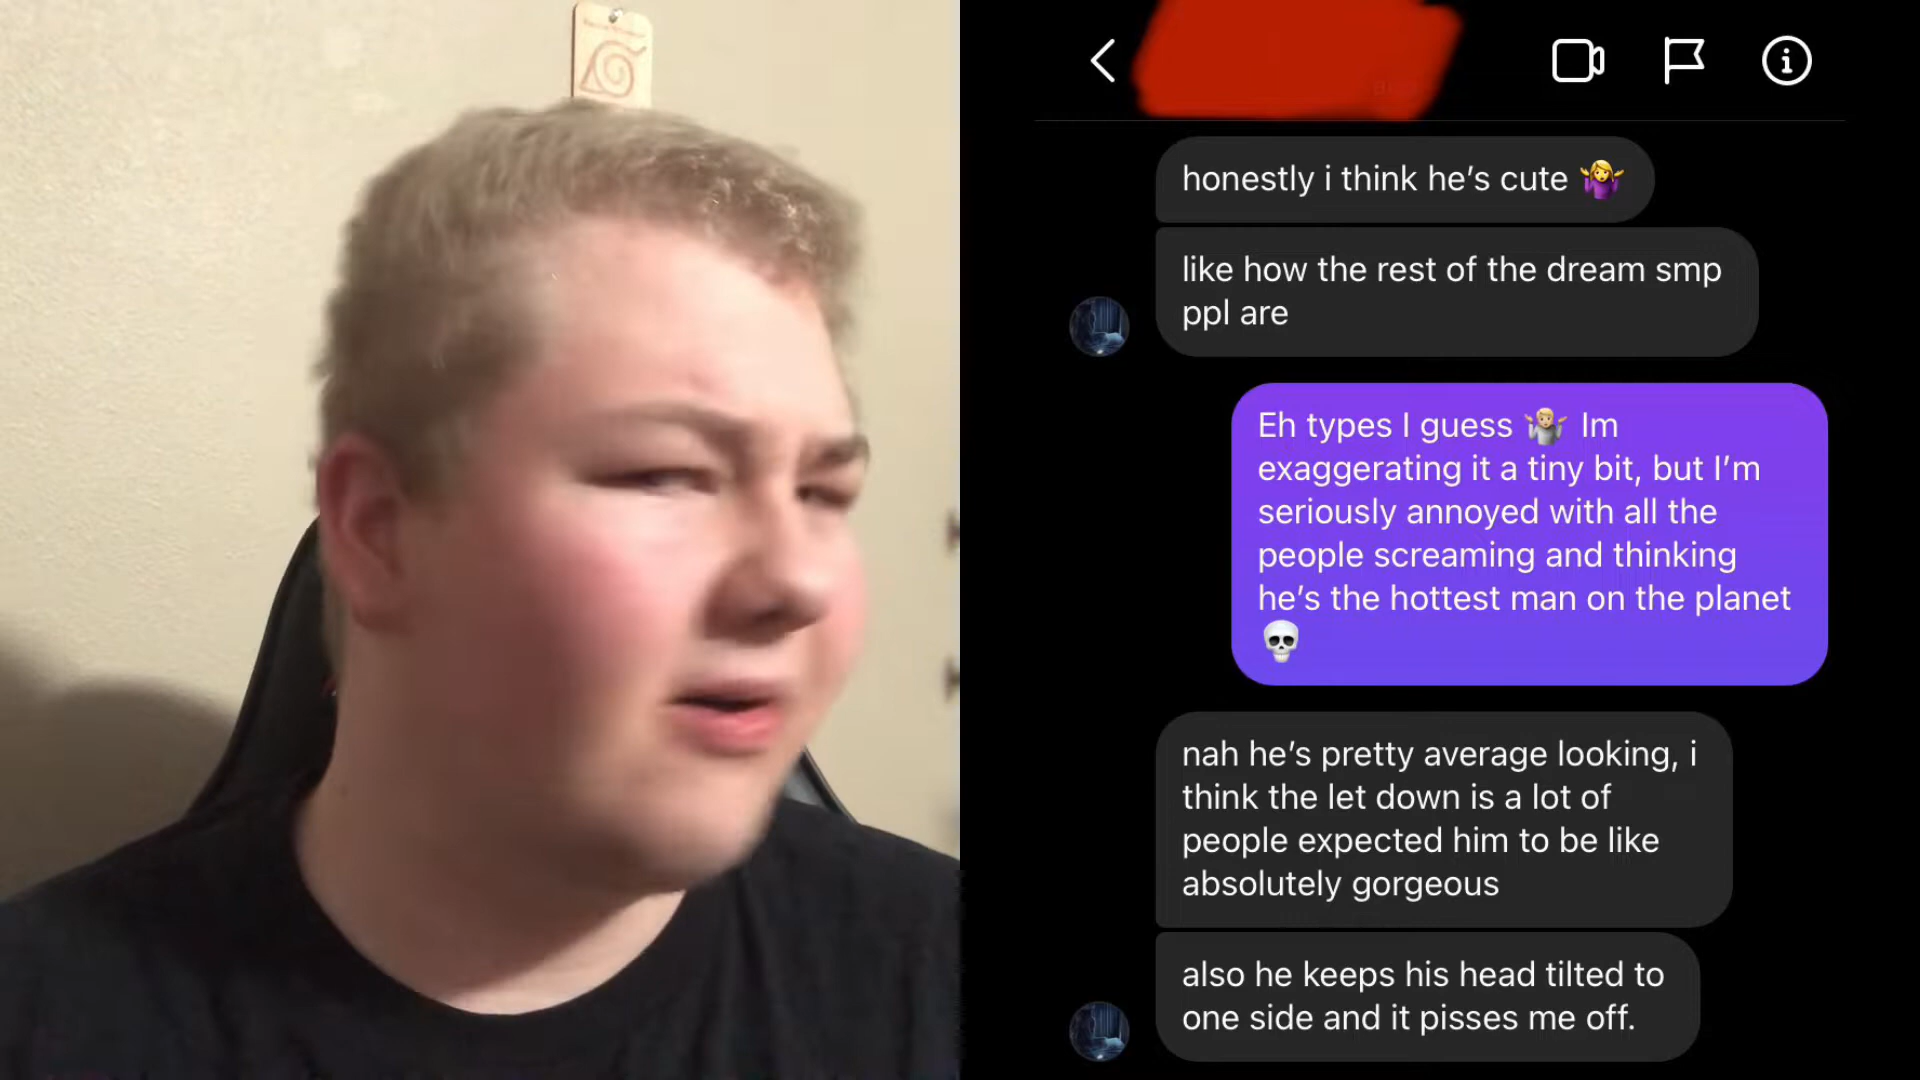 honestly i think he's cute 🤷‍♀️
like how the rest of the dream smp
ppl are
Eh types I guess 🤷🏼 Im
exaggerating it a tiny bit, but I'm
seriously annoyed with all the
people screaming and thinking
he's the hottest man on the planet
💀
nah he's pretty average looking, i
think the let down is a lot of
people expected him to be like
absolutely gorgeous
also he keeps his head tilted to
one side and it pisses me off.